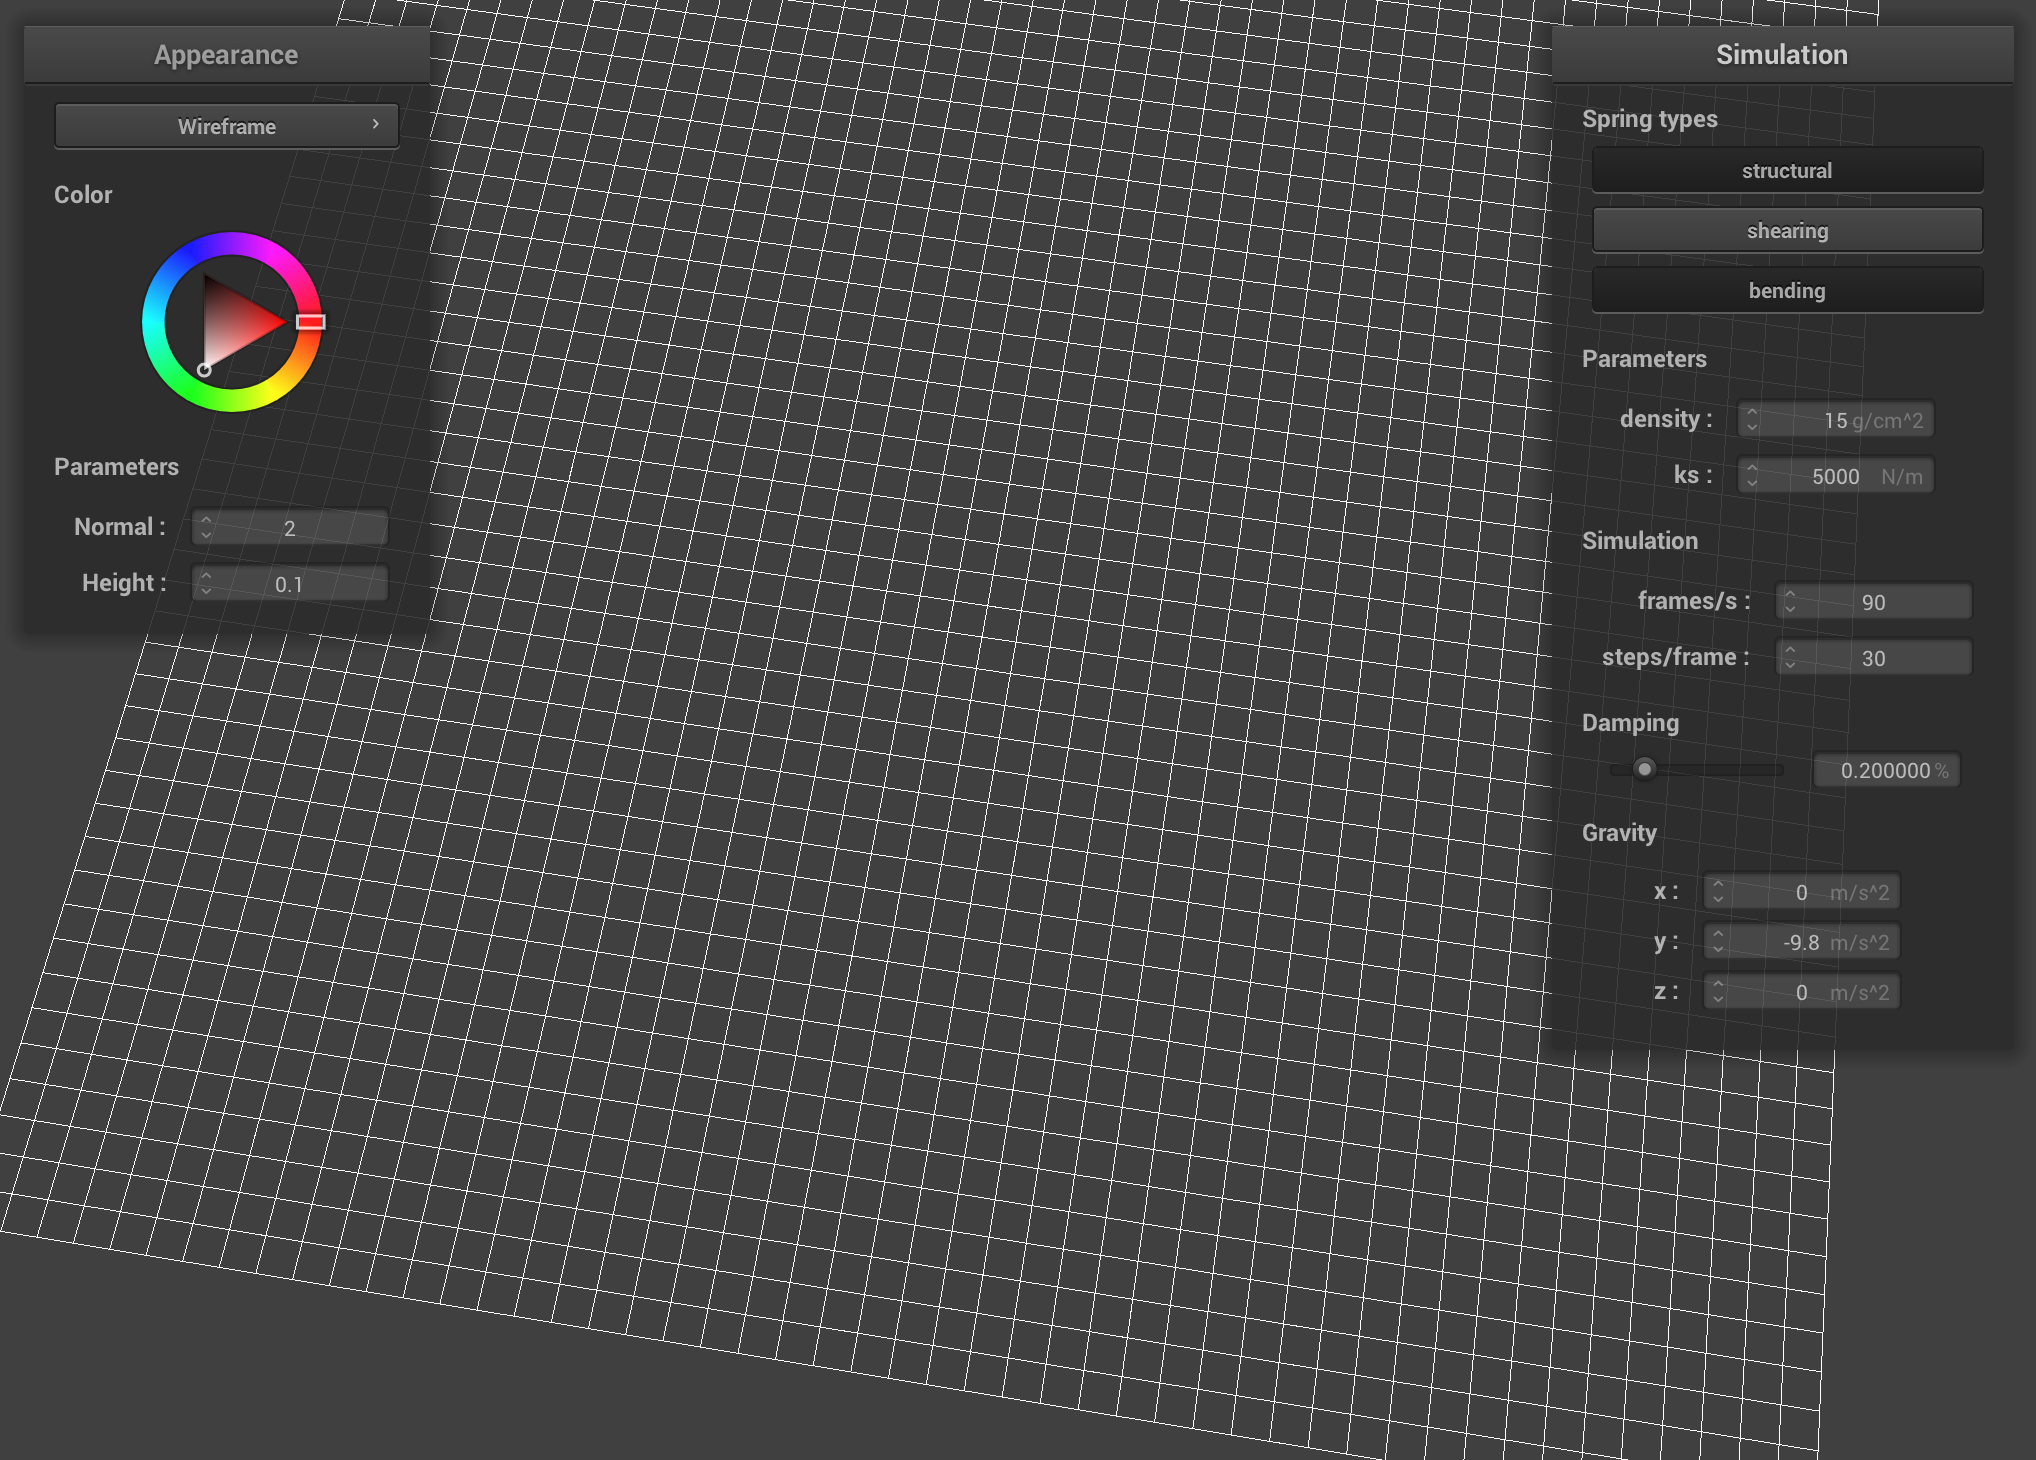 Appearance
Wireframe
Color
Parameters
Normal : 2
Height : 0.1
Simulation
Spring types
structural
shearing
bending
Parameters
density : 15 g/cm^2
ks : 5000 N/m
Simulation
frames/s : 90
steps/frame : 30
Damping
0.200000 %
Gravity
x : 0 m/s^2
y : -9.8 m/s^2
z : 0 m/s^2